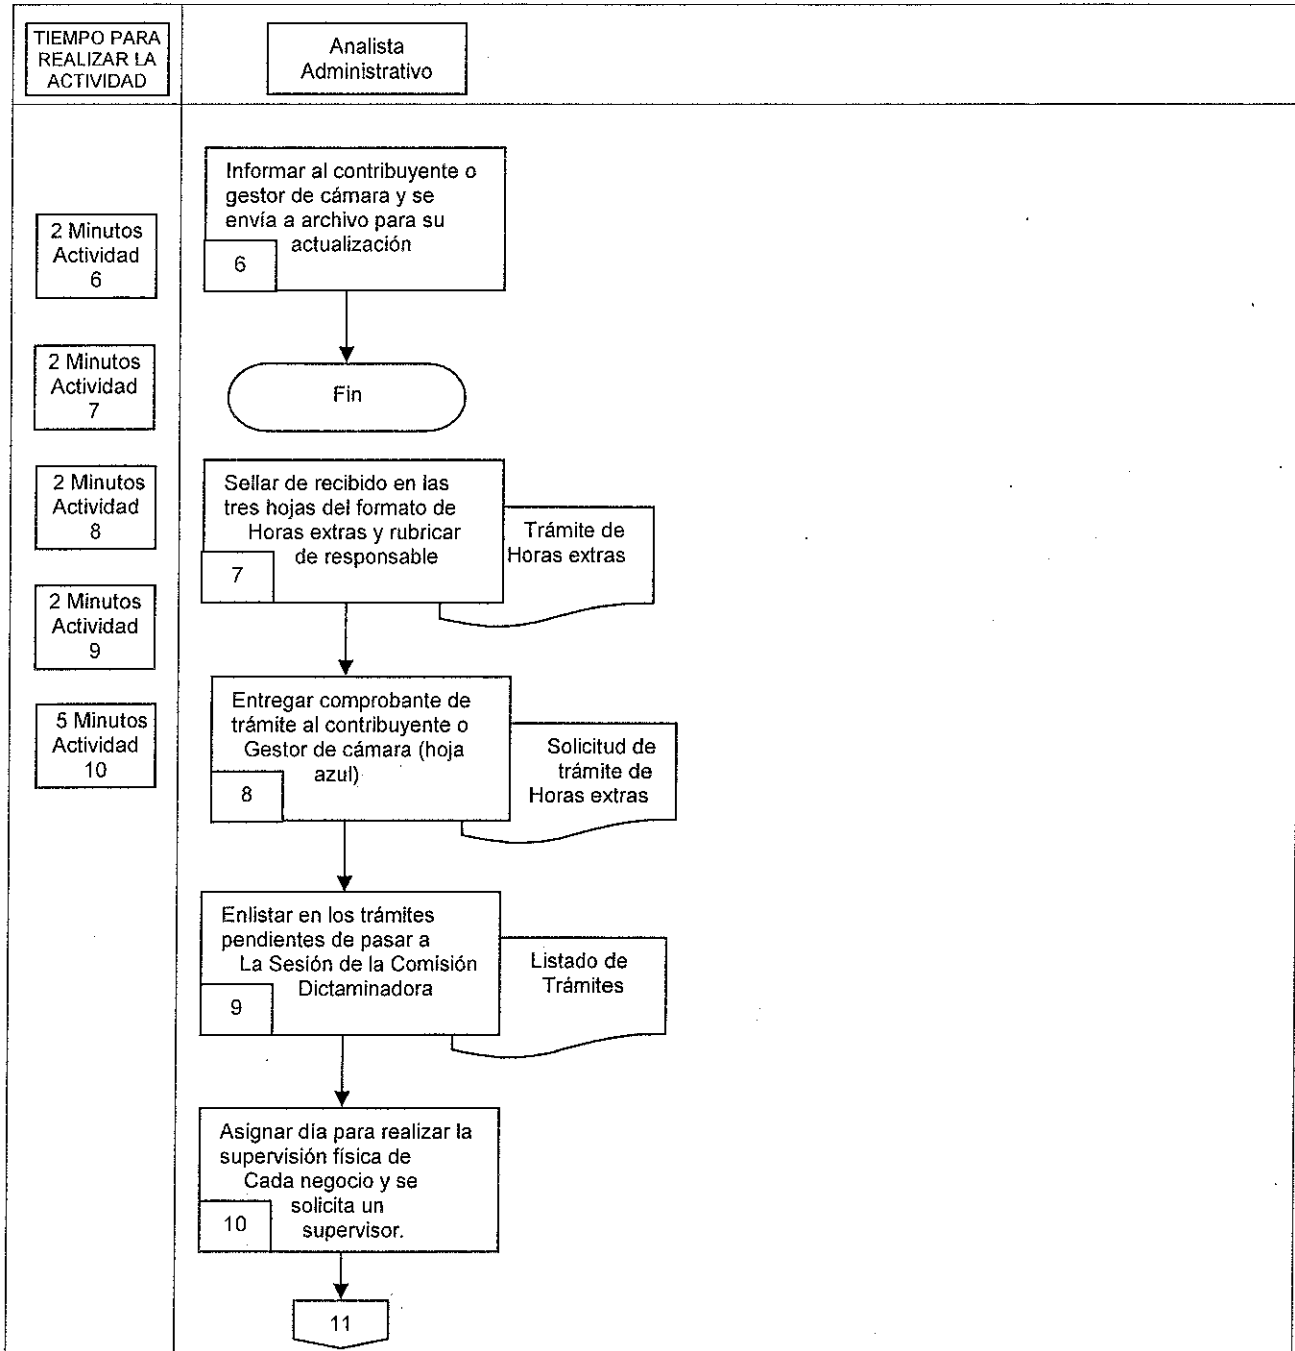 TIEMPO PARA
REALIZAR LA
ACTIVIDAD
Analista
Administrativo
2 Minutos
Actividad
6
2 Minutos
Actividad
7
2 Minutos
Actividad
8
2 Minutos
Actividad
9
5 Minutos
Actividad
10
Informar al contribuyente o
gestor de cámara y se
envía a archivo para su
actualización
6
Fin
Sellar de recibido en las
tres hojas del formato de
Horas extras y rubricar
de responsable
7
Trámite de
Horas extras
Entregar comprobante de
trámite al contribuyente o
Gestor de cámara (hoja
azul)
8
Solicitud de
trámite de
Horas extras
Enlistar en los trámites
pendientes de pasar a
La Sesión de la Comisión
Dictaminadora
9
Listado de
Trámites
Asignar día para realizar la
supervisión física de
Cada negocio y se
solicita un
supervisor.
10
11